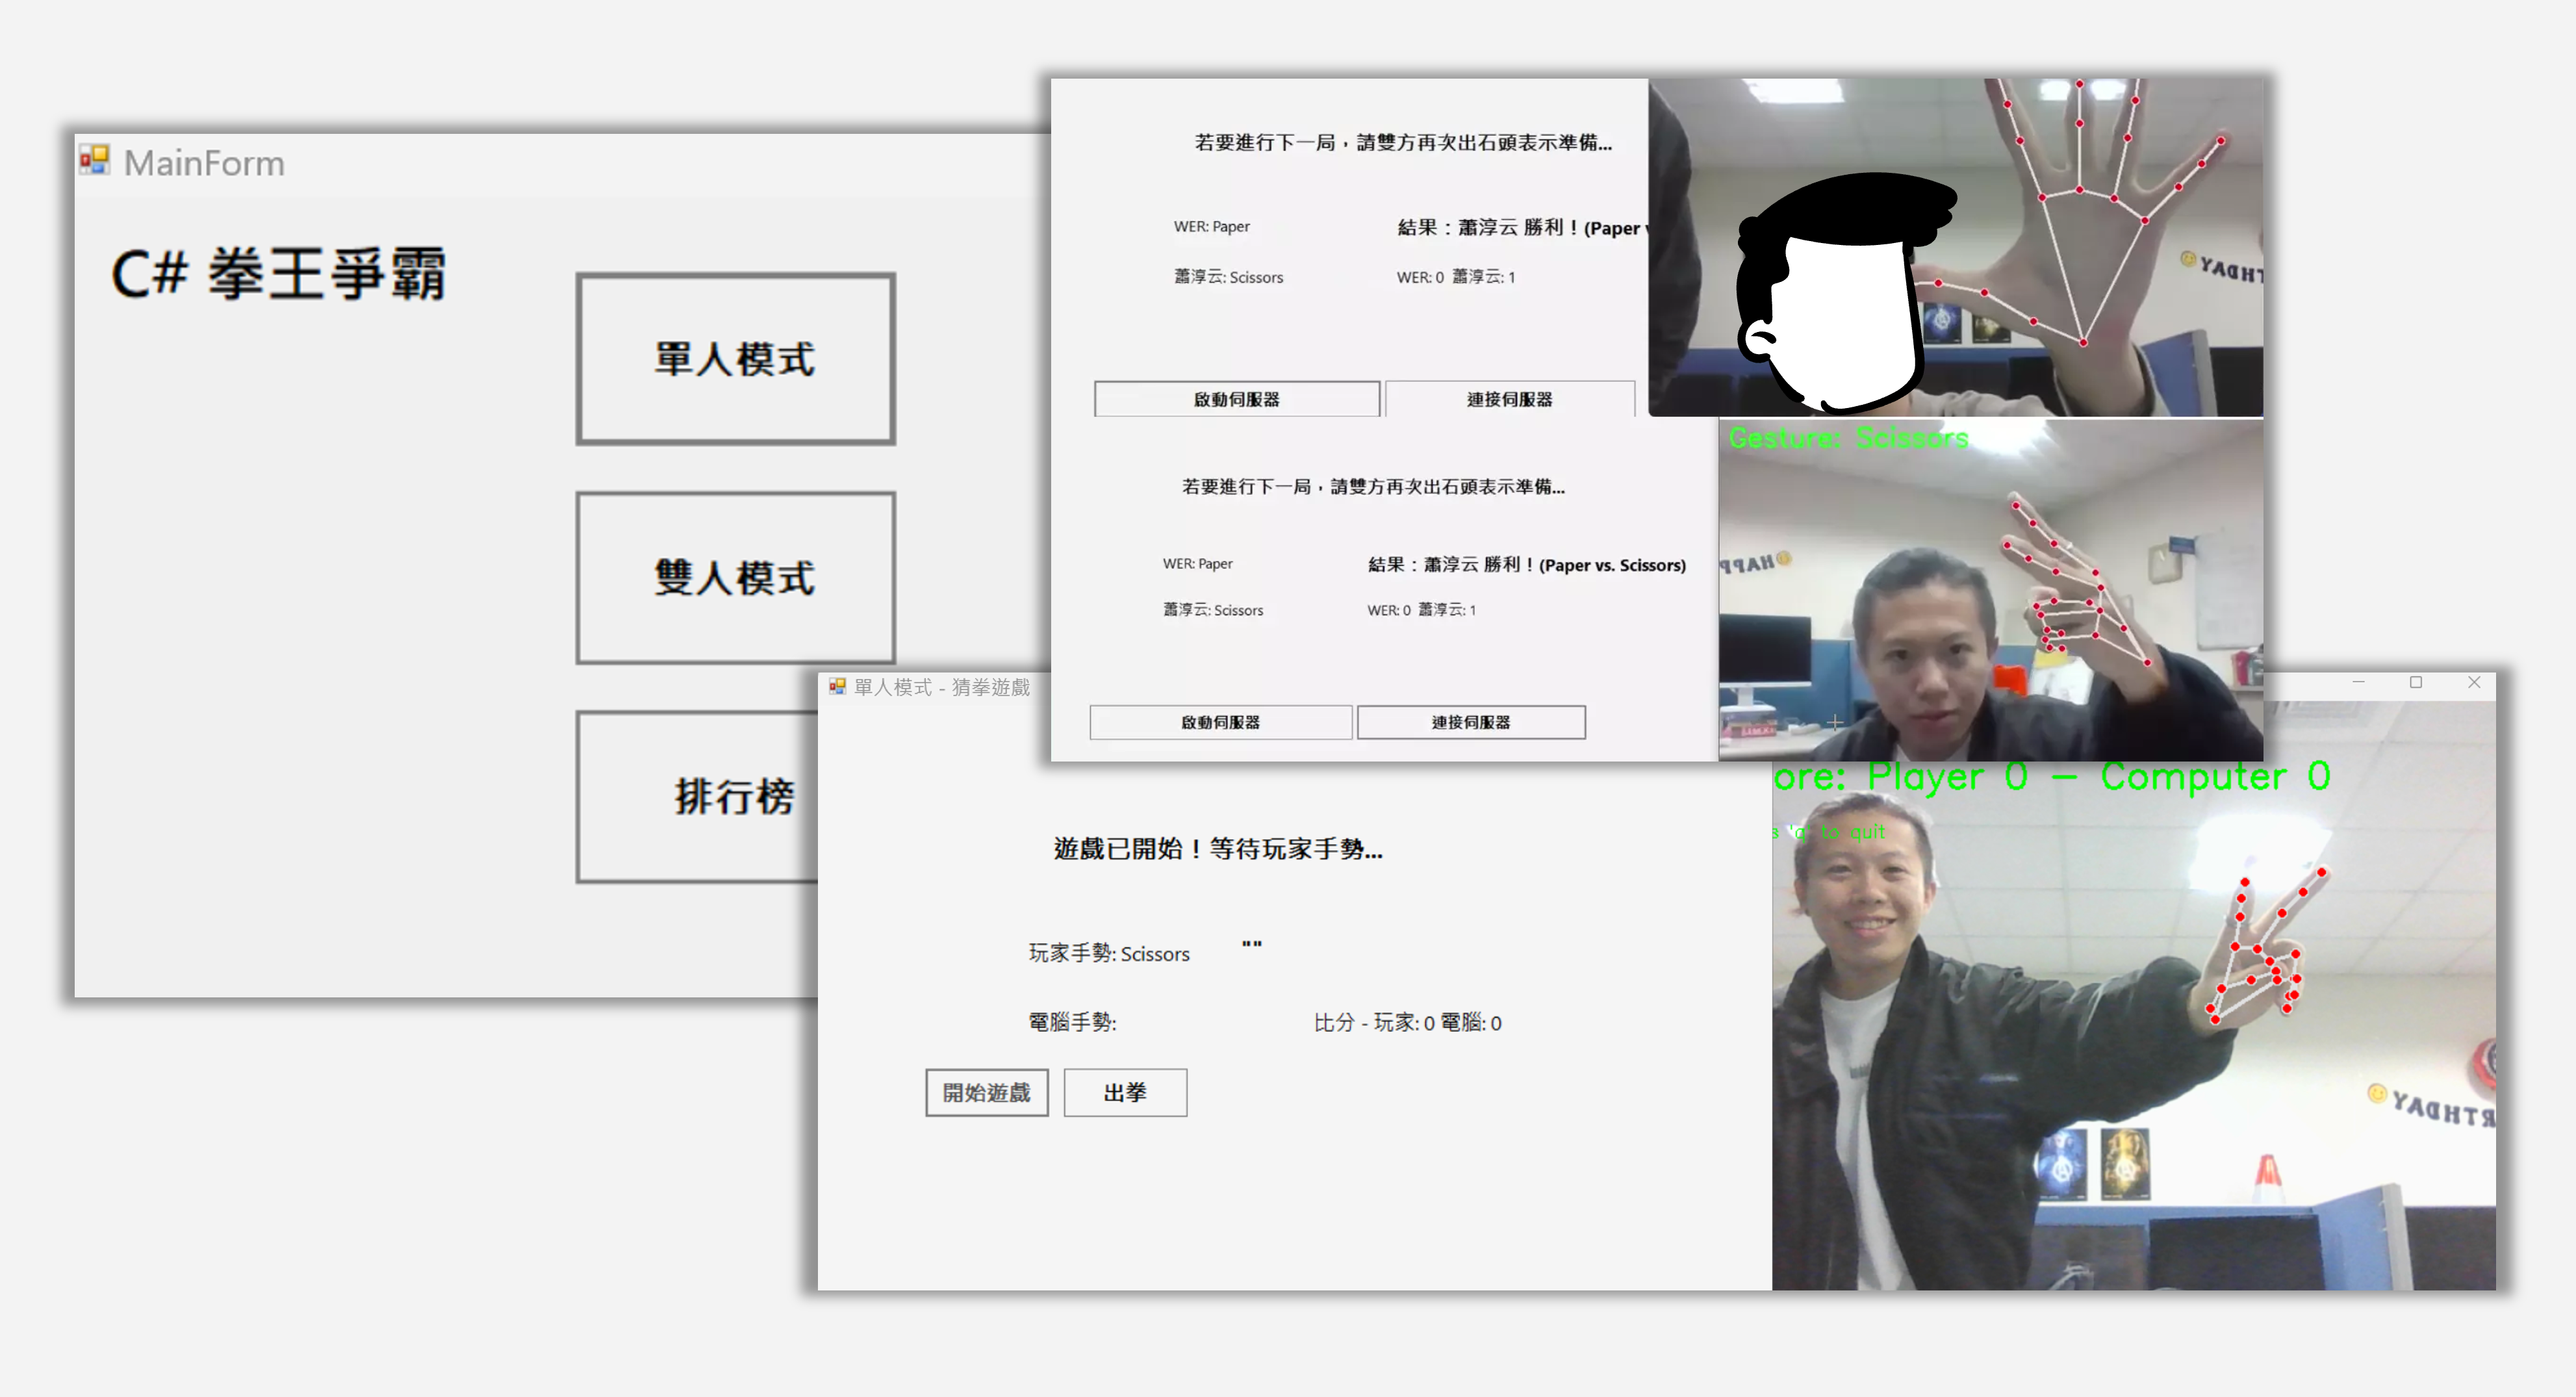 MainForm
C# 拳王爭霸
單人模式
雙人模式
排行榜
若要進行下一局，請雙方再次出石頭表示準備...
WER: Paper
結果：蕭淳云 勝利！(Paper
蕭淳云: Scissors
WER: 0 蕭淳云: 1
啟動伺服器
連接伺服器
Gesture: Scissors
若要進行下一局，請雙方再次出石頭表示準備...
WER: Paper
結果：蕭淳云 勝利！(Paper vs. Scissors)
蕭淳云: Scissors
WER: 0 蕭淳云: 1
啟動伺服器
連接伺服器
單人模式 - 猜拳遊戲
ore: Player 0 - Computer 0
s 'q' to quit
遊戲已開始！等待玩家手勢...
玩家手勢: Scissors
""
電腦手勢:
比分 - 玩家: 0 電腦: 0
開始遊戲
出拳
THDAY
HAPP
RTHDAY